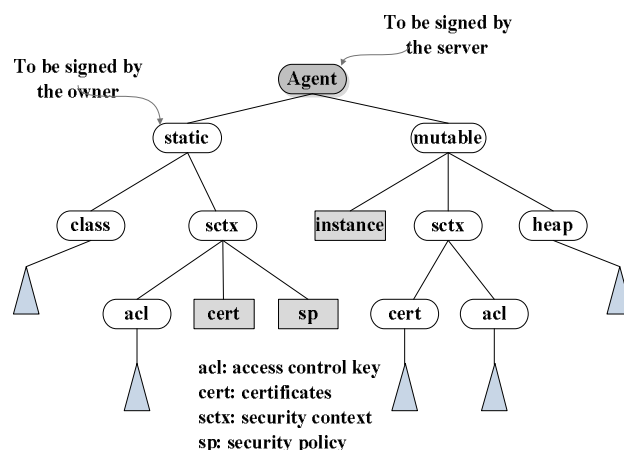 To be signed by
the server
To be signed by
the owner
Agent
static
mutable
class
sctx
instance
sctx
heap
acl
cert
sp
cert
acl
acl: access control key
cert: certificates
sctx: security context
sp: security policy